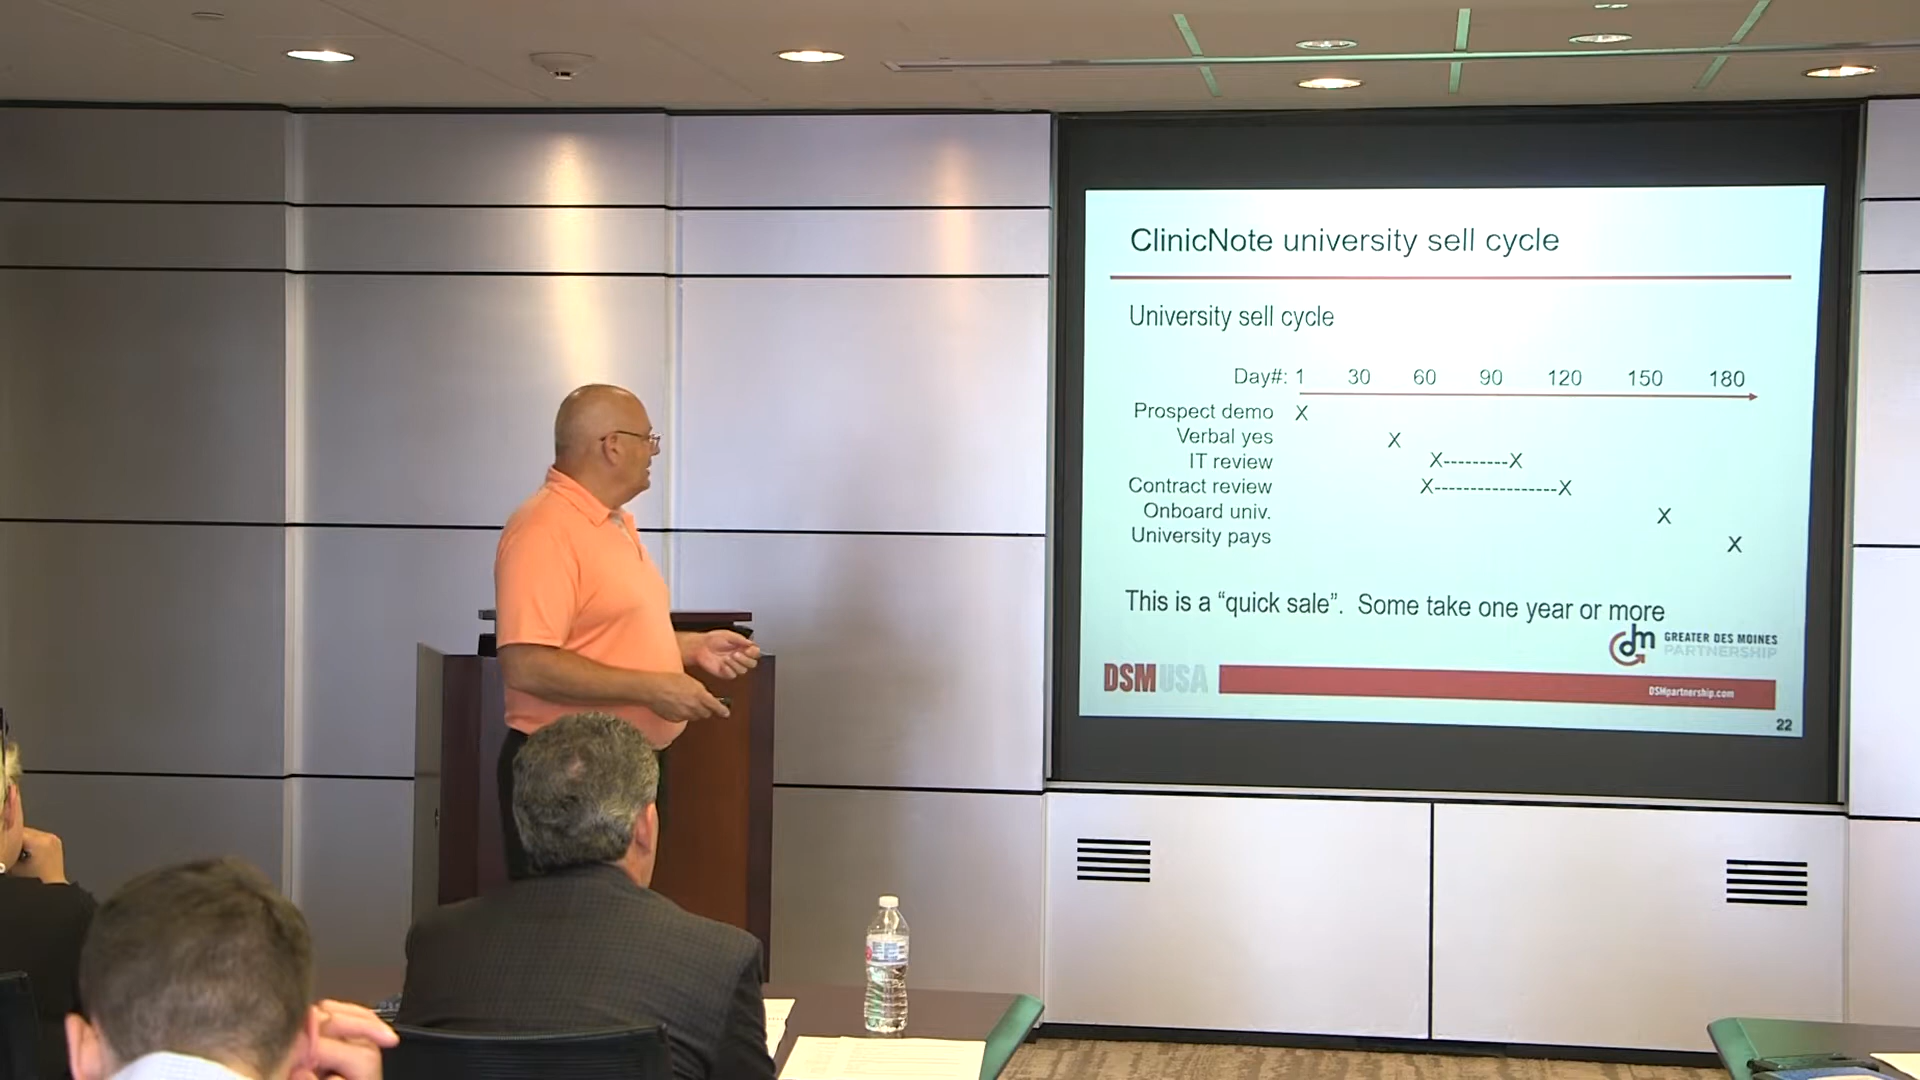 ClinicNote university sell cycle
University sell cycle
Day#: 1 30 60 90 120 150 180
Prospect demo X
Verbal yes X
IT review X---------X
Contract review X-----------------X
Onboard univ. X
University pays X
This is a “quick sale”. Some take one year or more
dm GREATER DES MOINES
PARTNERSHIP
DSM USA
DSMpartnership.com
22